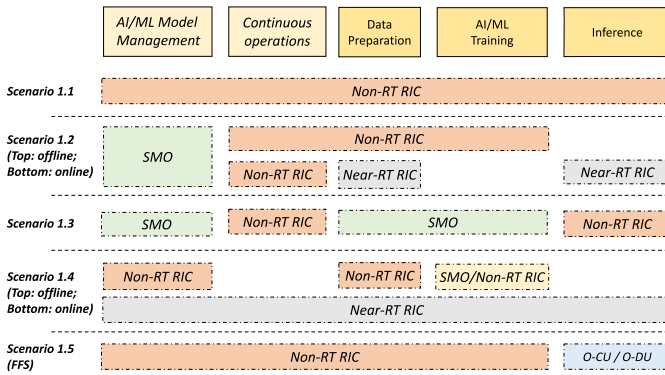 AI/ML Model
Management
Continuous
operations
Data
Preparation
AI/ML
Training
Inference
Scenario 1.1
Non-RT RIC
Scenario 1.2
(Top: offline;
Bottom: online)
SMO
Non-RT RIC
Non-RT RIC
Near-RT RIC
Near-RT RIC
Scenario 1.3
SMO
Non-RT RIC
SMO
Non-RT RIC
Scenario 1.4
(Top: offline;
Bottom: online)
Non-RT RIC
Non-RT RIC
SMO/Non-RT RIC
Near-RT RIC
Scenario 1.5
(FFS)
Non-RT RIC
O-CU / O-DU